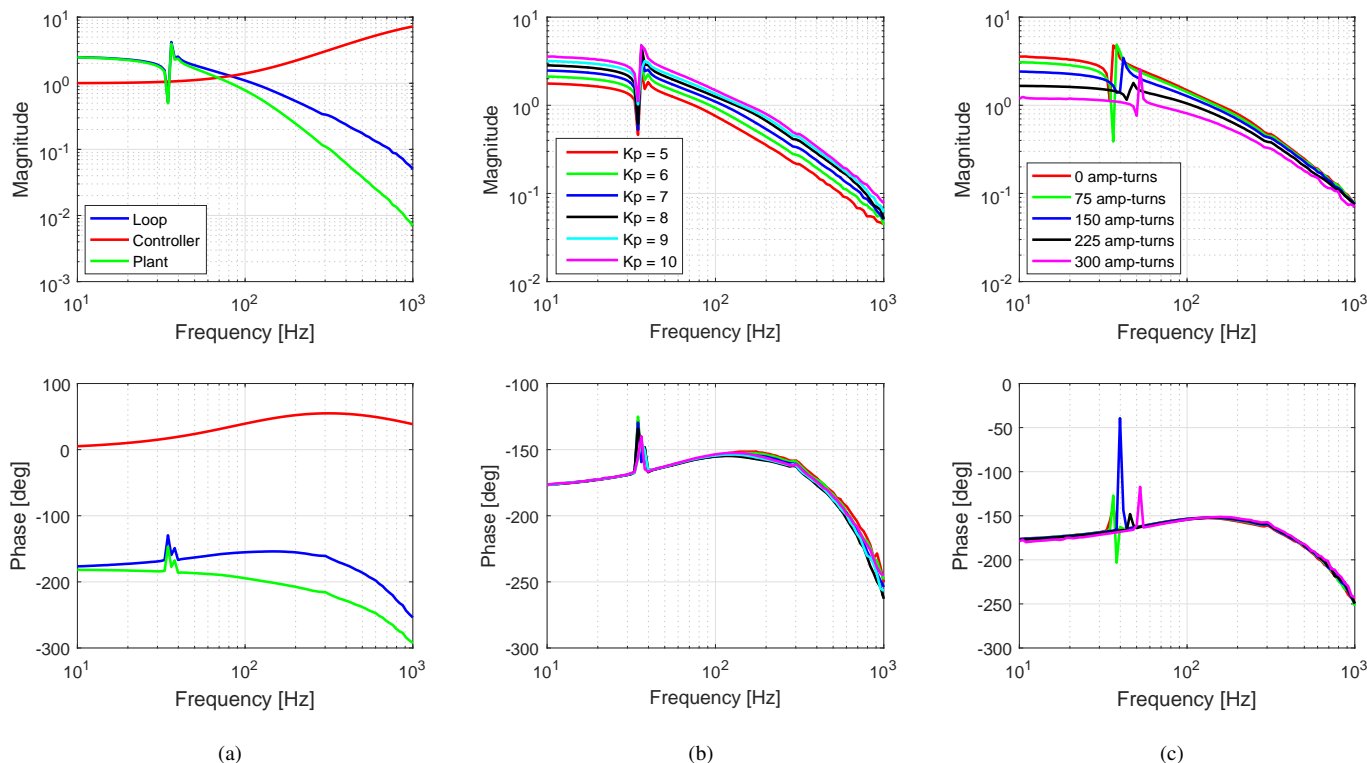 10^1
10^0
10^-1
10^-2
10^-3
Magnitude
Loop
Controller
Plant
10^1
10^2
10^3
Frequency [Hz]
10^1
10^0
10^-1
10^-2
Magnitude
Kp = 5
Kp = 6
Kp = 7
Kp = 8
Kp = 9
Kp = 10
10^1
10^2
10^3
Frequency [Hz]
10^1
10^0
10^-1
10^-2
Magnitude
0 amp-turns
75 amp-turns
150 amp-turns
225 amp-turns
300 amp-turns
10^1
10^2
10^3
Frequency [Hz]
100
0
-100
-200
-300
Phase [deg]
10^1
10^2
10^3
Frequency [Hz]
-100
-150
-200
-250
-300
Phase [deg]
10^1
10^2
10^3
Frequency [Hz]
0
-50
-100
-150
-200
-250
-300
Phase [deg]
10^1
10^2
10^3
Frequency [Hz]
(a)
(b)
(c)